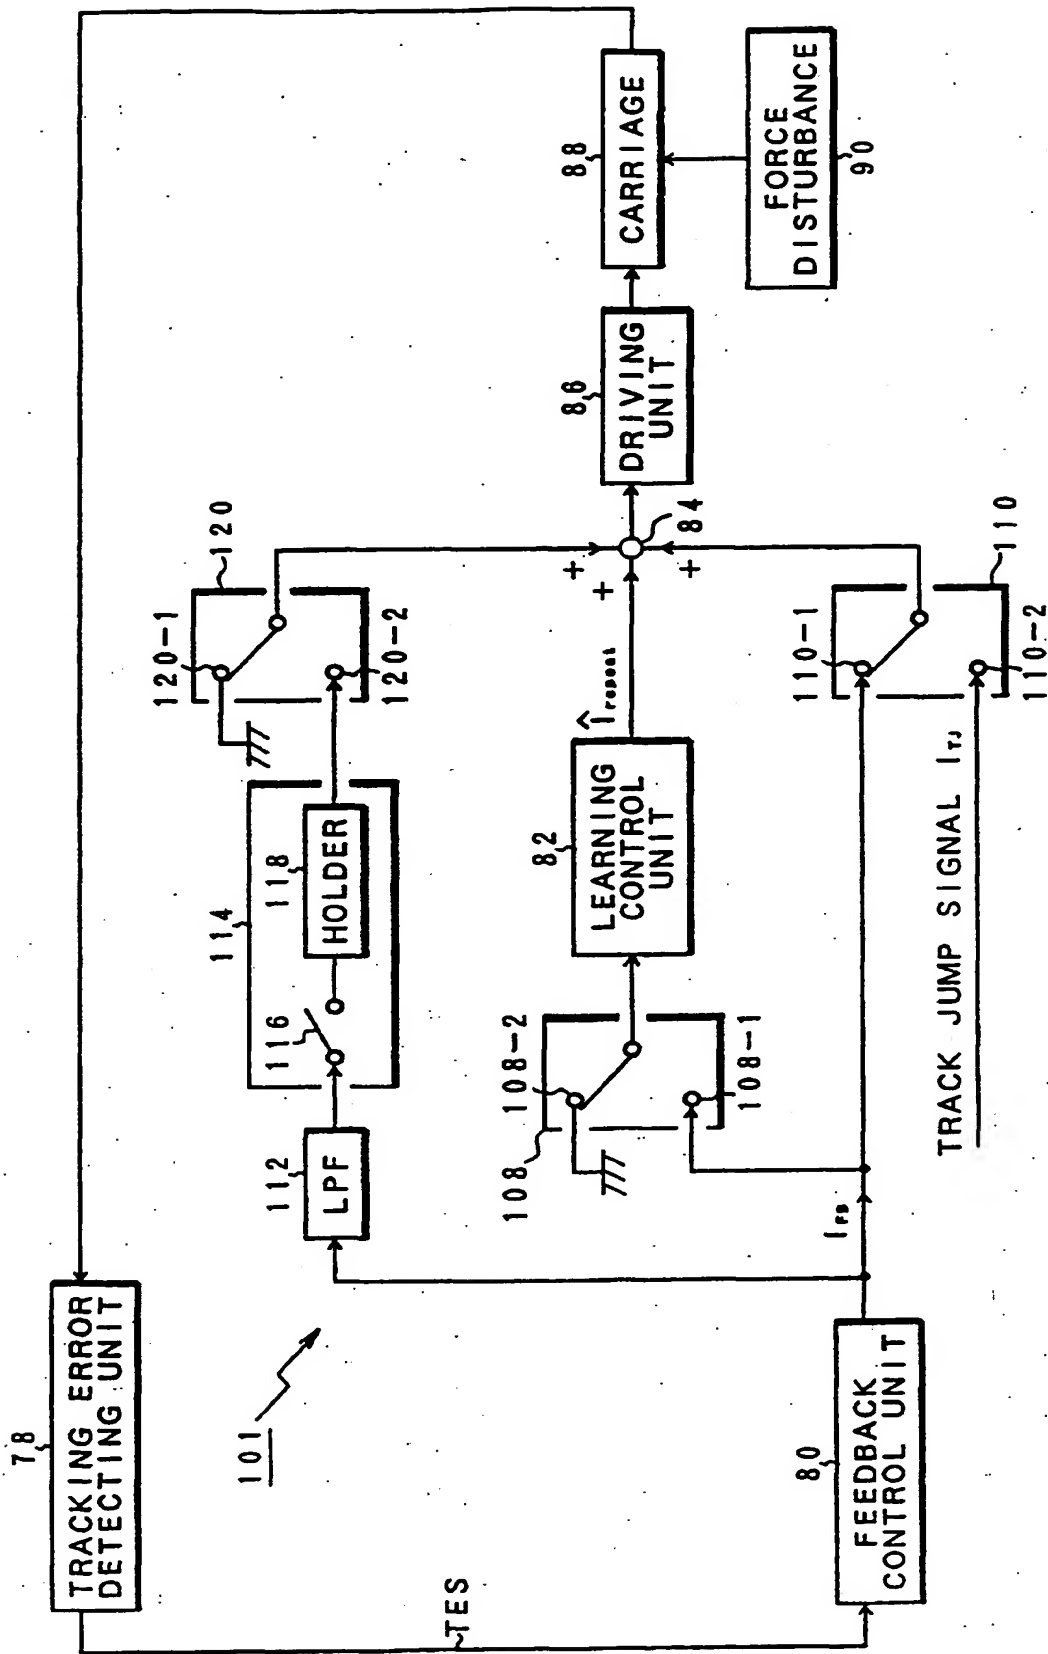 78
TRACKING ERROR
DETECTING UNIT
TES
101
80
FEEDBACK
CONTROL UNIT
I_FB
112
LPF
114
116
118
HOLDER
120
120-1
120-2
108
108-2
108-1
82
LEARNING
CONTROL
UNIT
Î_repeat
TRACK JUMP SIGNAL I_TJ
110
110-1
110-2
+
+
+
84
86
DRIVING
UNIT
88
CARRIAGE
FORCE
DISTURBANCE
90